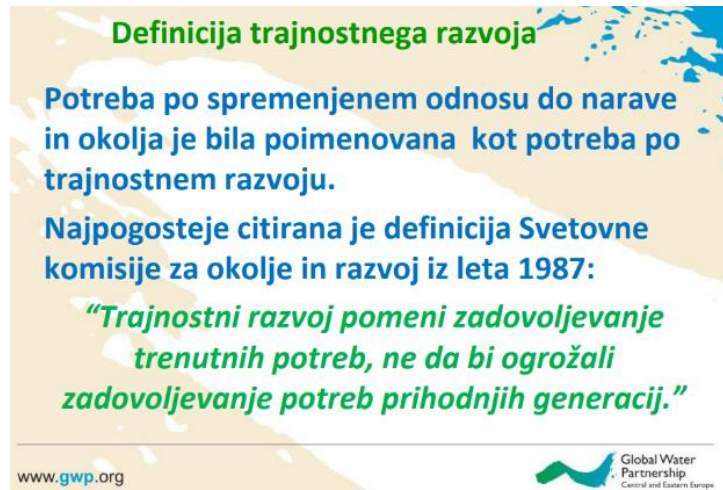 Definicija trajnostnega razvoja
Potreba po spremenjenem odnosu do narave
in okolja je bila poimenovana kot potreba po
trajnostnem razvoju.
Najpogosteje citirana je definicija Svetovne
komisije za okolje in razvoj iz leta 1987:
“Trajnostni razvoj pomeni zadovoljevanje
trenutnih potreb, ne da bi ogrožali
zadovoljevanje potreb prihodnjih generacij.”
www.gwp.org
Global Water
Partnership
Central and Eastern Europe